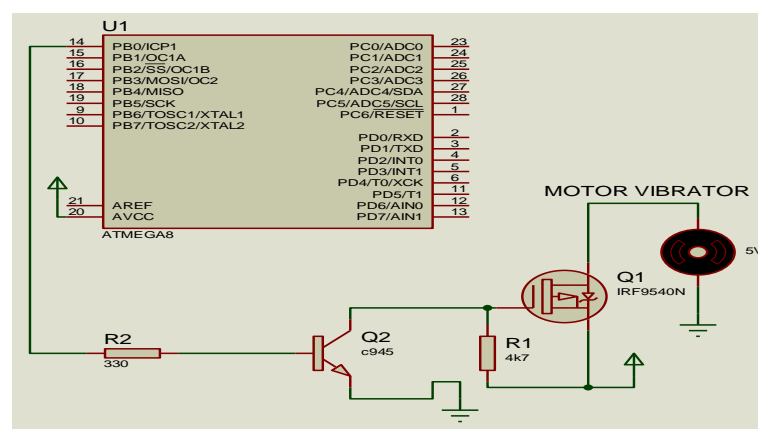 U1
14 PB0/ICP1 PC0/ADC0 23
15 PB1/OC1A PC1/ADC1 24
16 PB2/SS/OC1B PC2/ADC2 25
17 PB3/MOSI/OC2 PC3/ADC3 26
18 PB4/MISO PC4/ADC4/SDA 27
19 PB5/SCK PC5/ADC5/SCL 28
9 PB6/TOSC1/XTAL1 PC6/RESET 1
10 PB7/TOSC2/XTAL2
PD0/RXD 2
PD1/TXD 3
PD2/INT0 4
PD3/INT1 5
PD4/T0/XCK 6
PD5/T1 11
21 AREF PD6/AIN0 12
20 AVCC PD7/AIN1 13
ATMEGA8
MOTOR VIBRATOR
5V
Q1
IRF9540N
R2
330
Q2
c945
R1
4k7